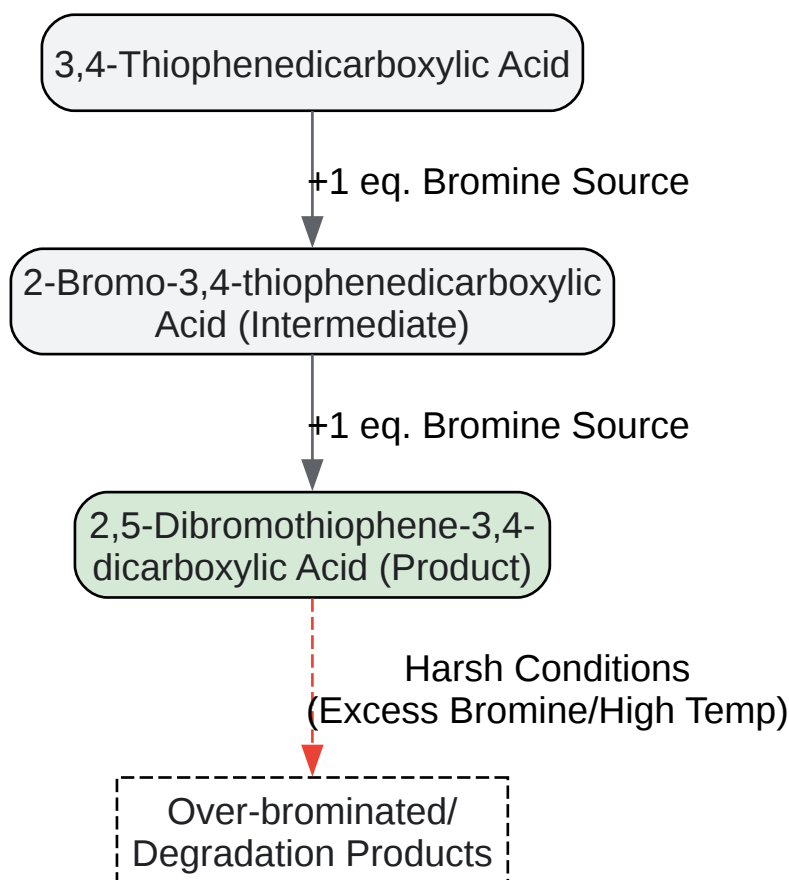 3,4-Thiophenedicarboxylic Acid
+1 eq. Bromine Source
2-Bromo-3,4-thiophenedicarboxylic
Acid (Intermediate)
+1 eq. Bromine Source
2,5-Dibromothiophene-3,4-
dicarboxylic Acid (Product)
Harsh Conditions
(Excess Bromine/High Temp)
Over-brominated/
Degradation Products